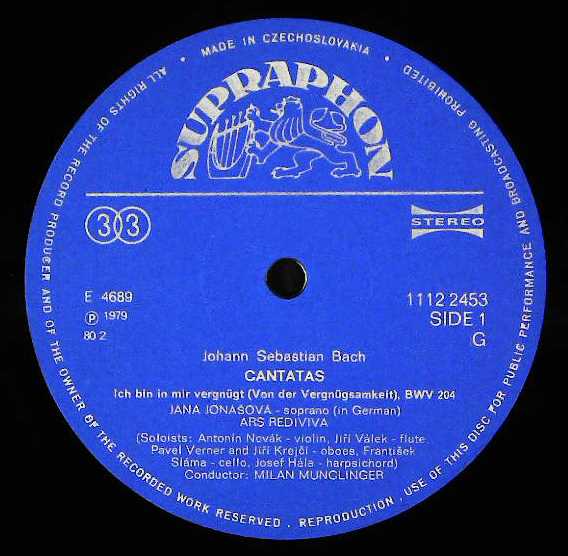 • MADE IN CZECHOSLOVAKIA •
ALL RIGHTS OF THE RECORD PRODUCER AND OF THE OWNER OF THE RECORDED WORK RESERVED . REPRODUCTION , USE OF THIS DISC FOR PUBLIC PERFORMANCE AND BROADCASTING PROHIBITED
SUPRAPHON
33
STEREO
E 4689
1112 2453
℗ 1979
SIDE 1
80 2
G
Johann Sebastian Bach
CANTATAS
Ich bin in mir vergnügt (Von der Vergnügsamkeit), BWV 204
JANA JONÁŠOVÁ - soprano (in German)
ARS REDIVIVA
(Soloists: Antonín Novák - violin, Jiří Válek - flute,
Pavel Verner and Jiří Krejčí - oboes, František
Sláma - cello, Josef Hála - harpsichord)
Conductor: MILAN MUNCLINGER